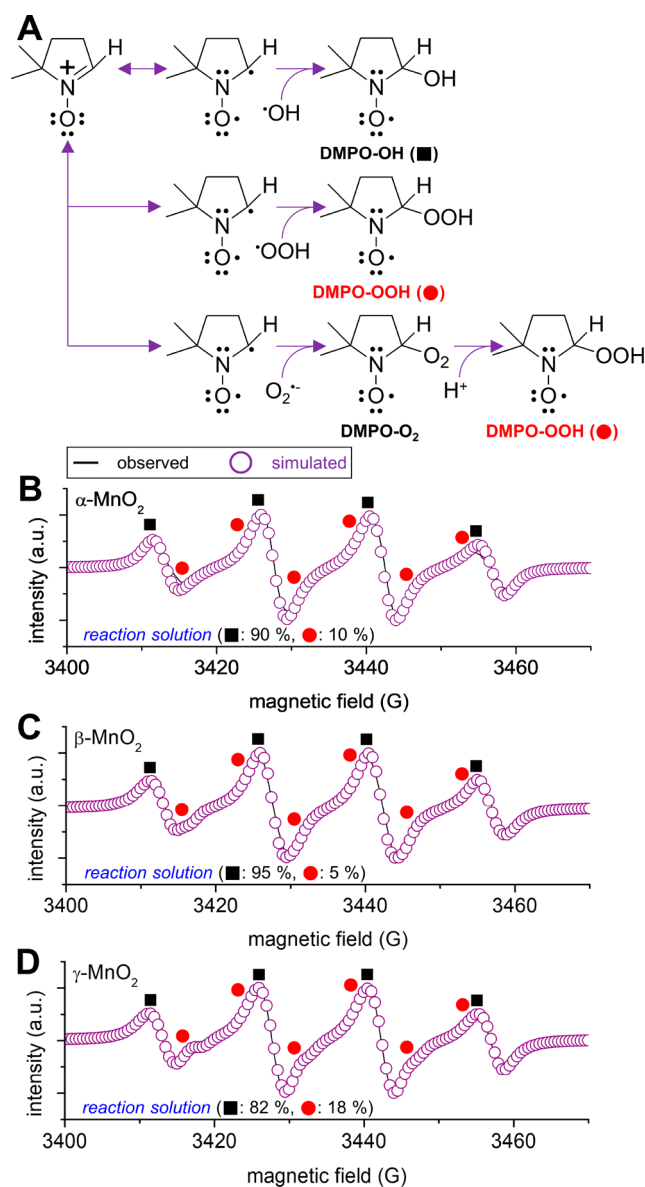 A
H
H
H
+
N
N
N
OH
O
O
O
•OH
DMPO-OH (■)
H
H
N
N
OOH
O
O
•OOH
DMPO-OOH (●)
H
H
H
N
N
O2
N
OOH
O
O
O
O2•-
H+
DMPO-O2
DMPO-OOH (●)
observed
simulated
B
α-MnO2
intensity (a.u.)
reaction solution (■: 90 %, ●: 10 %)
3400 3420 3440 3460
magnetic field (G)
C
β-MnO2
intensity (a.u.)
reaction solution (■: 95 %, ●: 5 %)
3400 3420 3440 3460
magnetic field (G)
D
γ-MnO2
intensity (a.u.)
reaction solution (■: 82 %, ●: 18 %)
3400 3420 3440 3460
magnetic field (G)